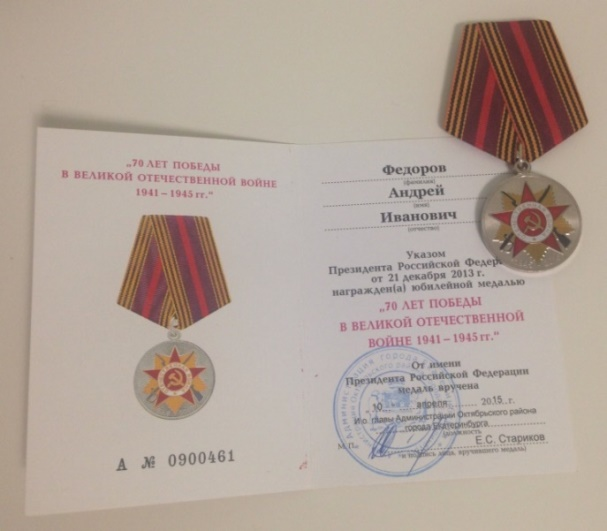 „70 ЛЕТ ПОБЕДЫ
В ВЕЛИКОЙ ОТЕЧЕСТВЕННОЙ ВОЙНЕ
1941 – 1945 гг.“
А № 0900461
Федоров
(фамилия)
Андрей
(имя)
Иванович
(отчество)
Указом
Президента Российской
от 21 декабря 2013 г.
награжден(а) юбилейной медалью
„70 ЛЕТ ПОБЕДЫ
В ВЕЛИКОЙ ОТЕЧЕСТВЕННОЙ
ВОЙНЕ 1941 – 1945 гг.“
От имени
Президента Российской Федерации
медаль вручена
10 апреля 2015 г.
И.о. главы Администрации Октябрьского района
города Екатеринбурга
(должность
М.П.
Е.С. Стариков
и подпись лица, вручившего медаль)